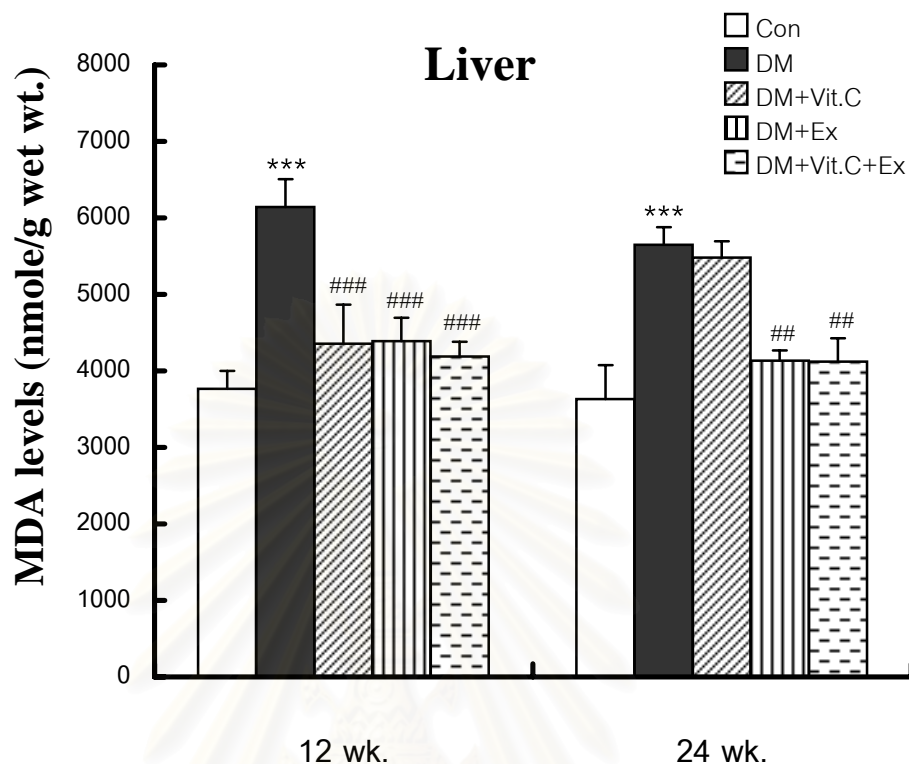 Liver
Con
DM
DM+Vit.C
DM+Ex
DM+Vit.C+Ex
MDA levels (nmole/g wet wt.)
8000
7000
6000
5000
4000
3000
2000
1000
0
***
###
###
###
***
##
##
12 wk.
24 wk.